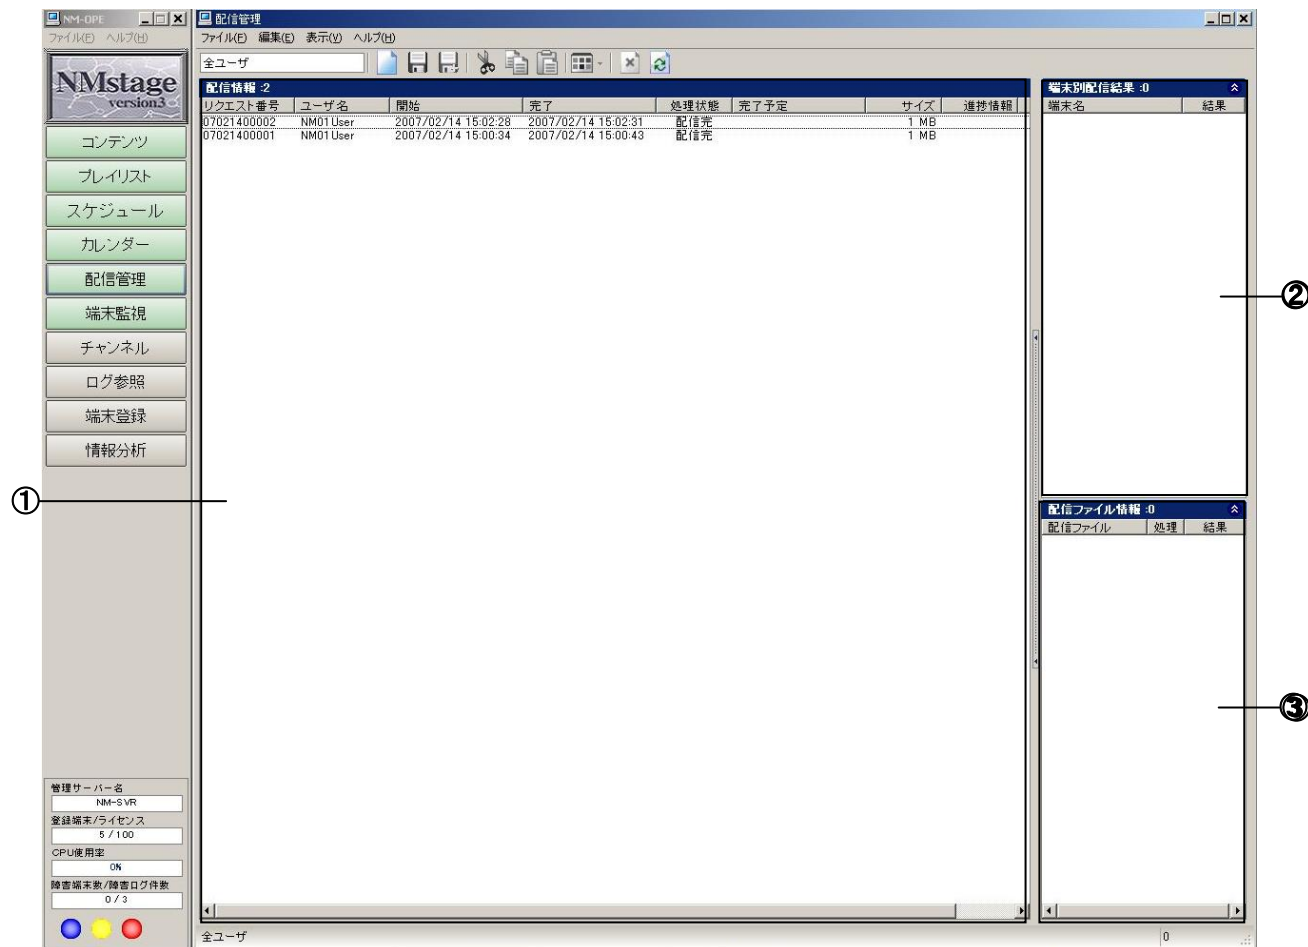 NM-OPE
ファイル(F) ヘルプ(H)
NMstage
version3
コンテンツ
プレイリスト
スケジュール
カレンダー
配信管理
端末監視
チャンネル
ログ参照
端末登録
情報分析
管理サーバー名
NM-SVR
登録端末/ライセンス
5 / 100
CPU使用率
0%
障害端末数/障害ログ件数
0 / 3
配信管理
ファイル(F) 編集(E) 表示(V) ヘルプ(H)
全ユーザ
配信情報 :2
リクエスト番号 ユーザ名 開始 完了 処理状態 完了予定 サイズ 進捗情報
07021400002 NM01User 2007/02/14 15:02:28 2007/02/14 15:02:31 配信完 1 MB
07021400001 NM01User 2007/02/14 15:00:34 2007/02/14 15:00:43 配信完 1 MB
①
端末別配信結果 :0
端末名 結果
②
配信ファイル情報 :0
配信ファイル 処理 結果
③
全ユーザ 0